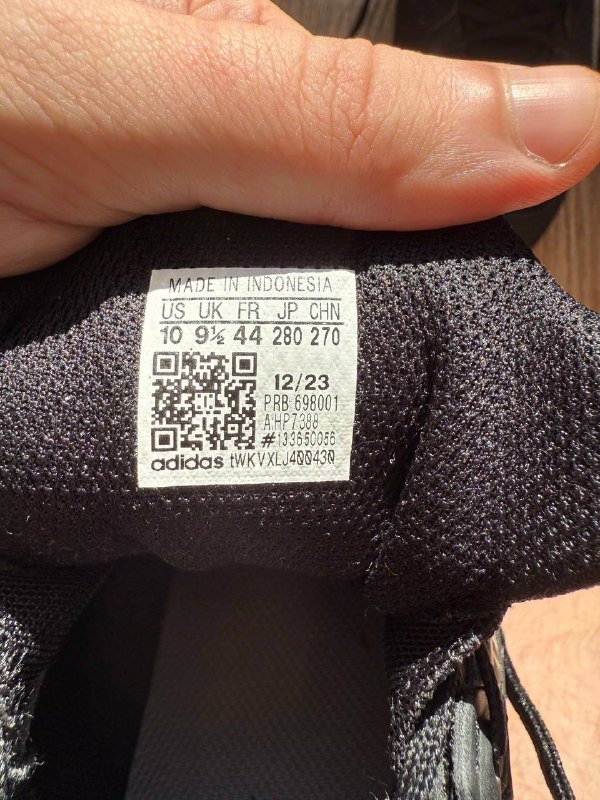 MADE IN INDONESIA
US UK FR JP CHN
10 9½ 44 280 270
12/23
PRB 698001
A:HP7388
#133650056
adidas tWKVXLJ400430